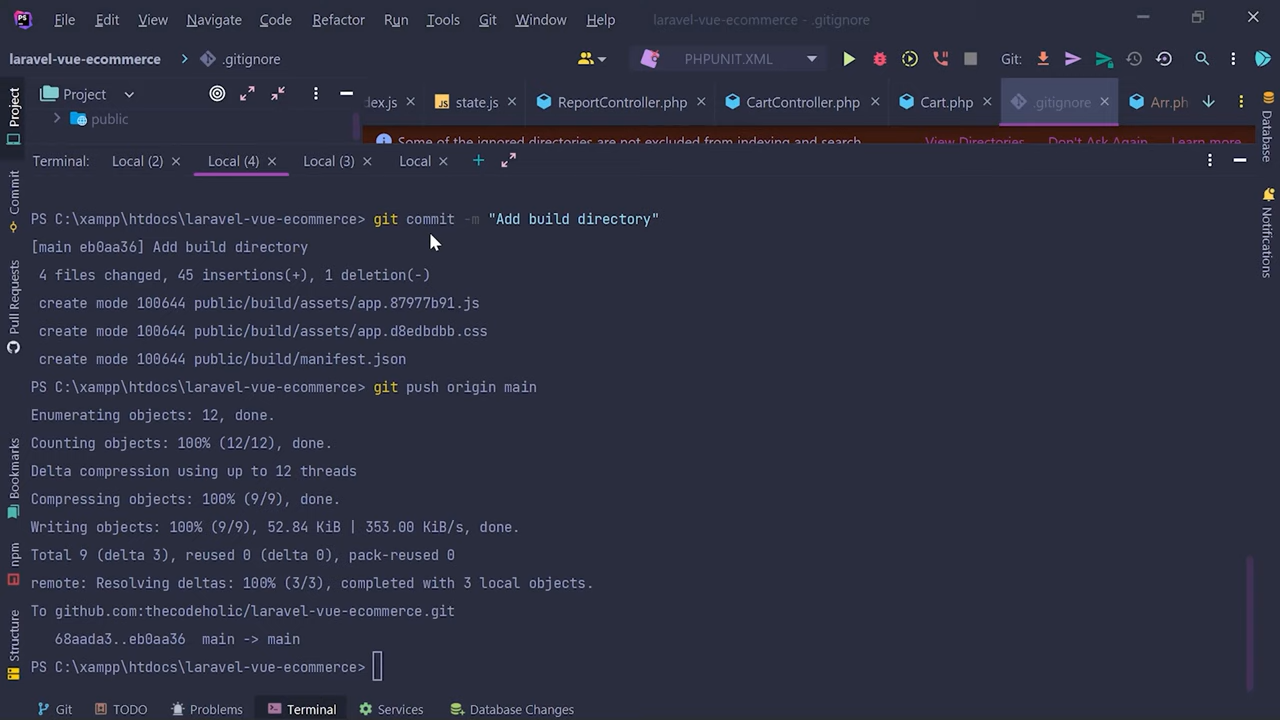 File Edit View Navigate Code Refactor Run Tools Git Window Help laravel-vue-ecommerce - .gitignore
laravel-vue-ecommerce .gitignore PHPUNIT.XML Git:
Project dex.js state.js ReportController.php CartController.php Cart.php .gitignore Arr.ph
public
Some of the ignored directories are not excluded from indexing and search View Directories Don't Ask Again Learn more
Terminal: Local (2) Local (4) Local (3) Local
PS C:\xampp\htdocs\laravel-vue-ecommerce> git commit -m "Add build directory"
[main eb0aa36] Add build directory
4 files changed, 45 insertions(+), 1 deletion(-)
create mode 100644 public/build/assets/app.87977b91.js
create mode 100644 public/build/assets/app.d8edbdbb.css
create mode 100644 public/build/manifest.json
PS C:\xampp\htdocs\laravel-vue-ecommerce> git push origin main
Enumerating objects: 12, done.
Counting objects: 100% (12/12), done.
Delta compression using up to 12 threads
Compressing objects: 100% (9/9), done.
Writing objects: 100% (9/9), 52.84 KiB | 353.00 KiB/s, done.
Total 9 (delta 3), reused 0 (delta 0), pack-reused 0
remote: Resolving deltas: 100% (3/3), completed with 3 local objects.
To github.com:thecodeholic/laravel-vue-ecommerce.git
68aada3..eb0aa36 main -> main
PS C:\xampp\htdocs\laravel-vue-ecommerce>
Project
Commit
Pull Requests
Bookmarks
npm
Structure
Database
Notifications
Git TODO Problems Terminal Services Database Changes